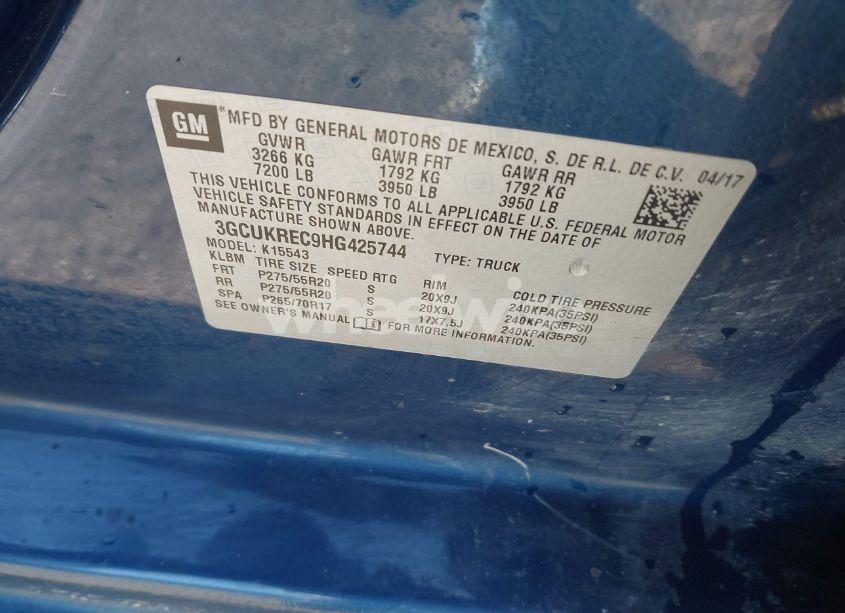 GM
®MFD BY GENERAL MOTORS DE MEXICO, S. DE R.L. DE C.V. 04/17
GVWR GAWR FRT GAWR RR
3266 KG 1792 KG 1792 KG
7200 LB 3950 LB 3950 LB
THIS VEHICLE CONFORMS TO ALL APPLICABLE U.S. FEDERAL MOTOR
VEHICLE SAFETY STANDARDS IN EFFECT ON THE DATE OF
MANUFACTURE SHOWN ABOVE.
3GCUKREC9HG425744
MODEL: K15543 TYPE: TRUCK
KLBM TIRE SIZE SPEED RTG RIM COLD TIRE PRESSURE
FRT P275/55R20 S 20X9J 240KPA(35PSI)
RR P275/55R20 S 20X9J 240KPA(35PSI)
SPA P265/70R17 S 17X7.5J 240KPA(35PSI)
SEE OWNER'S MANUAL FOR MORE INFORMATION.